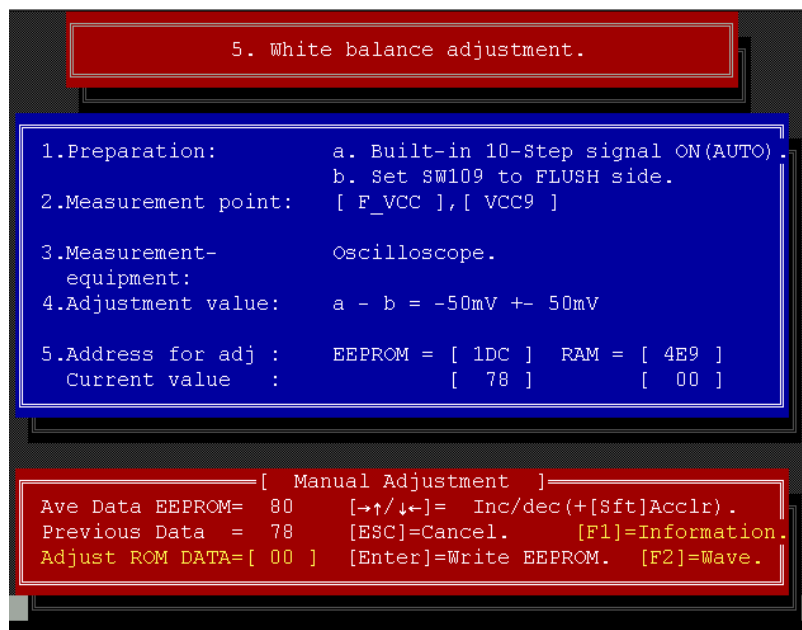 5. White balance adjustment.
1.Preparation: a. Built-in 10-Step signal ON(AUTO).
b. Set SW109 to FLUSH side.
2.Measurement point: [ F_VCC ],[ VCC9 ]
3.Measurement- Oscilloscope.
equipment:
4.Adjustment value: a - b = -50mV +- 50mV
5.Address for adj : EEPROM = [ 1DC ] RAM = [ 4E9 ]
Current value : [ 78 ] [ 00 ]
[ Manual Adjustment ]
Ave Data EEPROM= 80 [→↑/↓←]= Inc/dec(+[Sft]Acclr).
Previous Data = 78 [ESC]=Cancel. [F1]=Information.
Adjust ROM DATA=[ 00 ] [Enter]=Write EEPROM. [F2]=Wave.